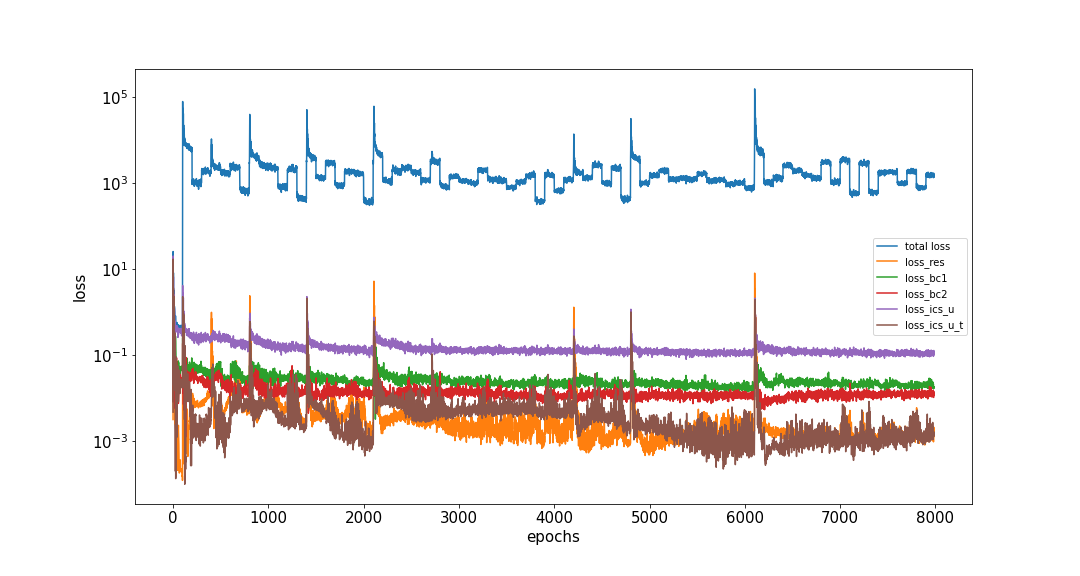 10^5
10^3
10^1
10^−1
10^−3
loss
total loss
loss_res
loss_bc1
loss_bc2
loss_ics_u
loss_ics_u_t
0 1000 2000 3000 4000 5000 6000 7000 8000
epochs